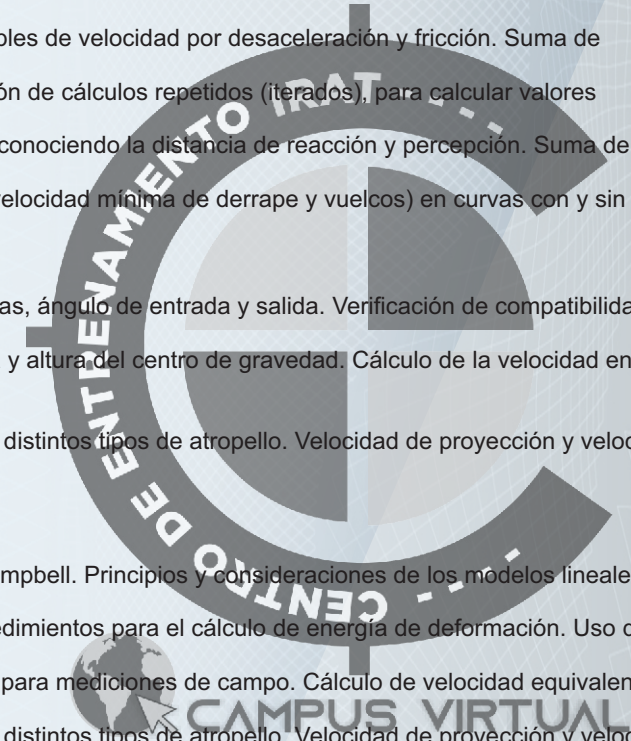 bles de velocidad por desaceleración y fricción. Suma de
ón de cálculos repetidos (iterados), para calcular valores
conociendo la distancia de reacción y percepción. Suma de
velocidad mínima de derrape y vuelcos) en curvas con y sin
as, ángulo de entrada y salida. Verificación de compatibilida
y altura del centro de gravedad. Cálculo de la velocidad en
distintos tipos de atropello. Velocidad de proyección y veloc
mpbell. Principios y consideraciones de los modelos lineale
edimientos para el cálculo de energía de deformación. Uso d
para mediciones de campo. Cálculo de velocidad equivalen
distintos tipos de atropello. Velocidad de proyección y veloc
CENTRO DE ENTRENAMIENTO IRAT
CAMPUS VIRTUAL